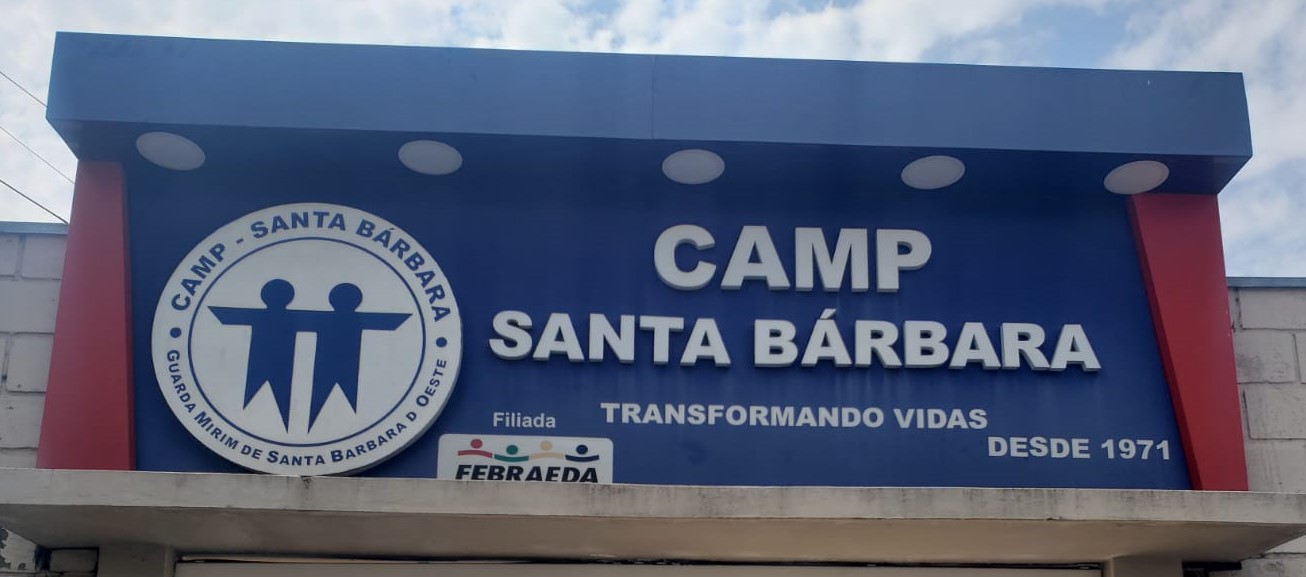 CAMP - SANTA BÁRBARA
GUARDA MIRIM DE SANTA BARBARA D OESTE
CAMP
SANTA BÁRBARA
TRANSFORMANDO VIDAS
DESDE 1971
Filiada
FEBRAEDA